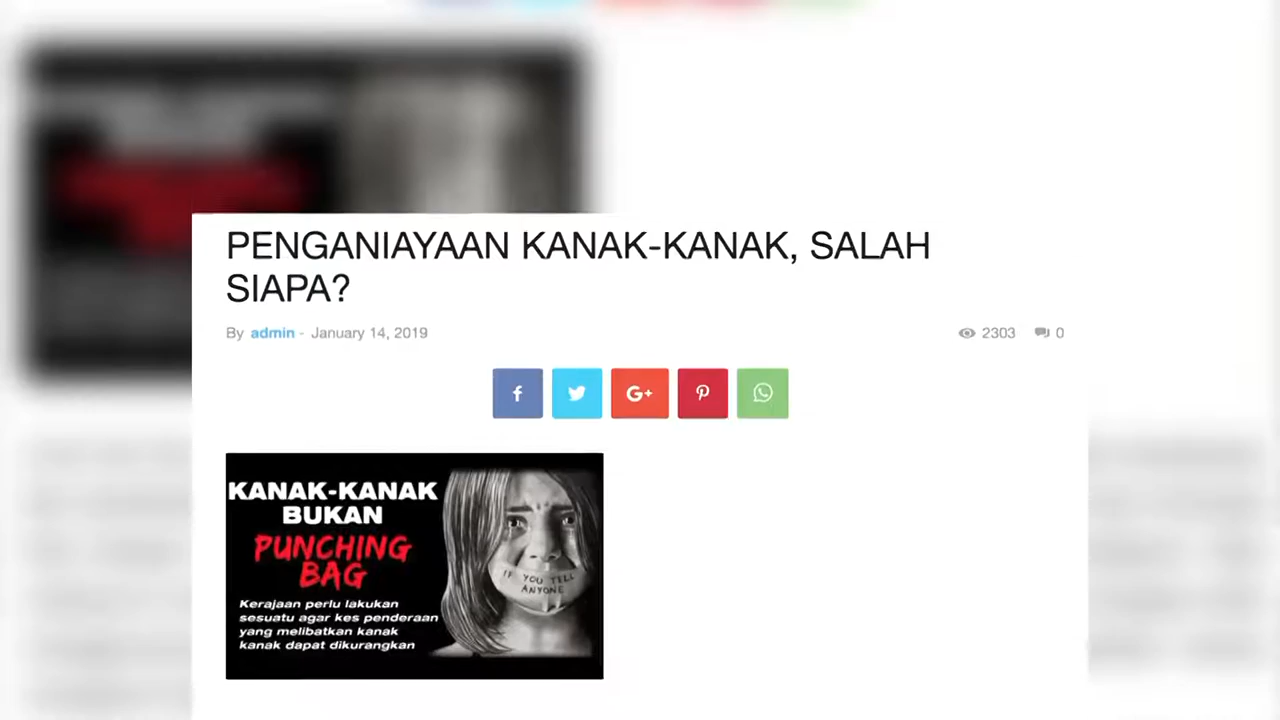 PENGANIAYAAN KANAK-KANAK, SALAH
SIAPA?
By admin - January 14, 2019
2303
0
f
G+
KANAK-KANAK
BUKAN
PUNCHING
BAG
IF YOU TELL
ANYONE
Kerajaan perlu lakukan
sesuatu agar kes penderaan
yang melibatkan kanak
kanak dapat dikurangkan